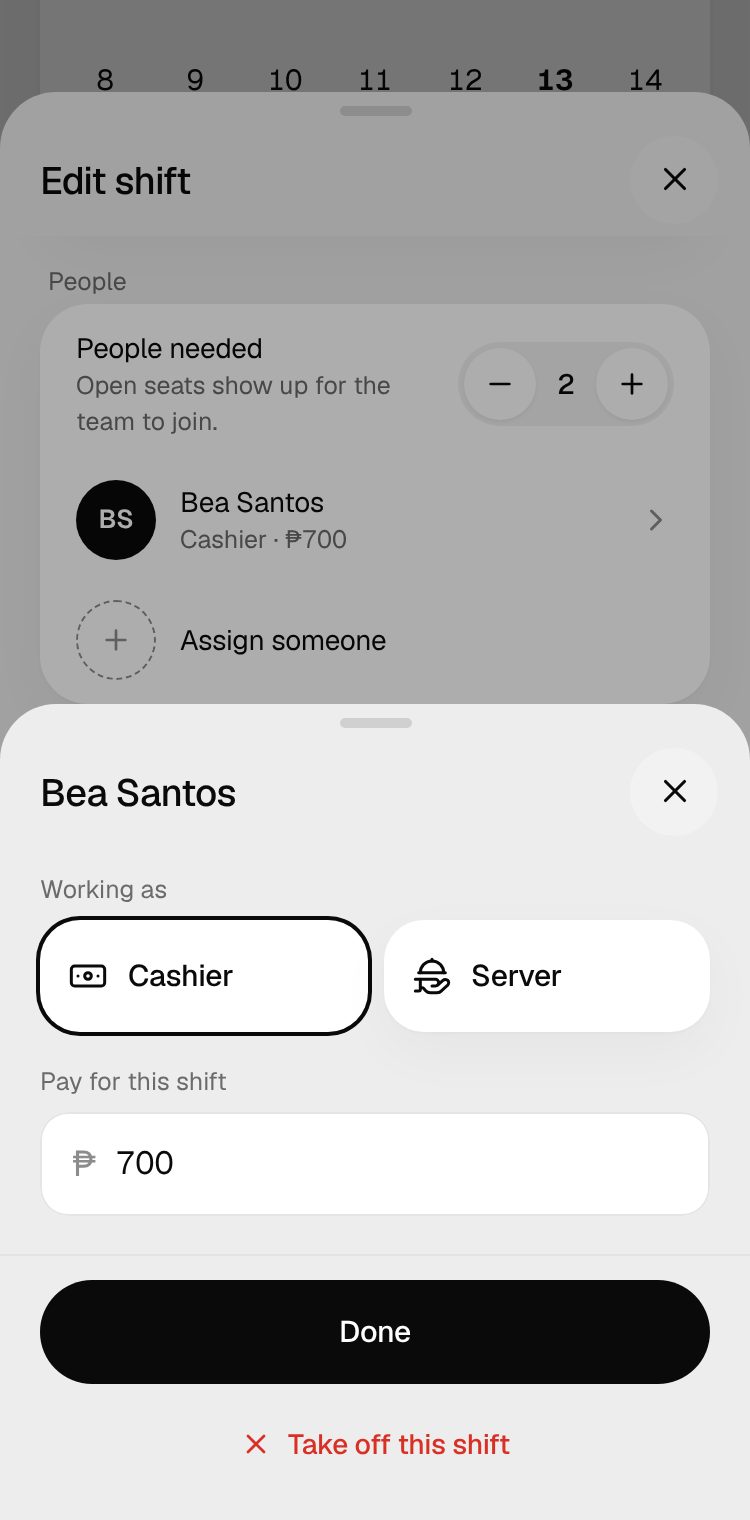 8 9 10 11 12 13 14
Edit shift
People
People needed
Open seats show up for the
team to join.
2
BS
Bea Santos
Cashier · ₱700
Assign someone
Bea Santos
Working as
Cashier
Server
Pay for this shift
₱ 700
Done
Take off this shift